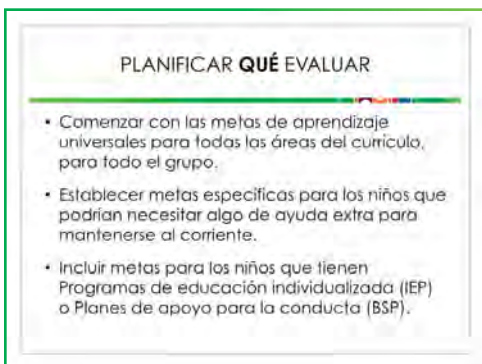 PLANIFICAR QUÉ EVALUAR
• Comenzar con las metas de aprendizaje
universales para todas las áreas del currículo,
para todo el grupo.
• Establecer metas específicas para los niños que
podrían necesitar algo de ayuda extra para
mantenerse al corriente.
• Incluir metas para los niños que tienen
Programas de educación individualizada (IEP)
o Planes de apoyo para la conducta (BSP).